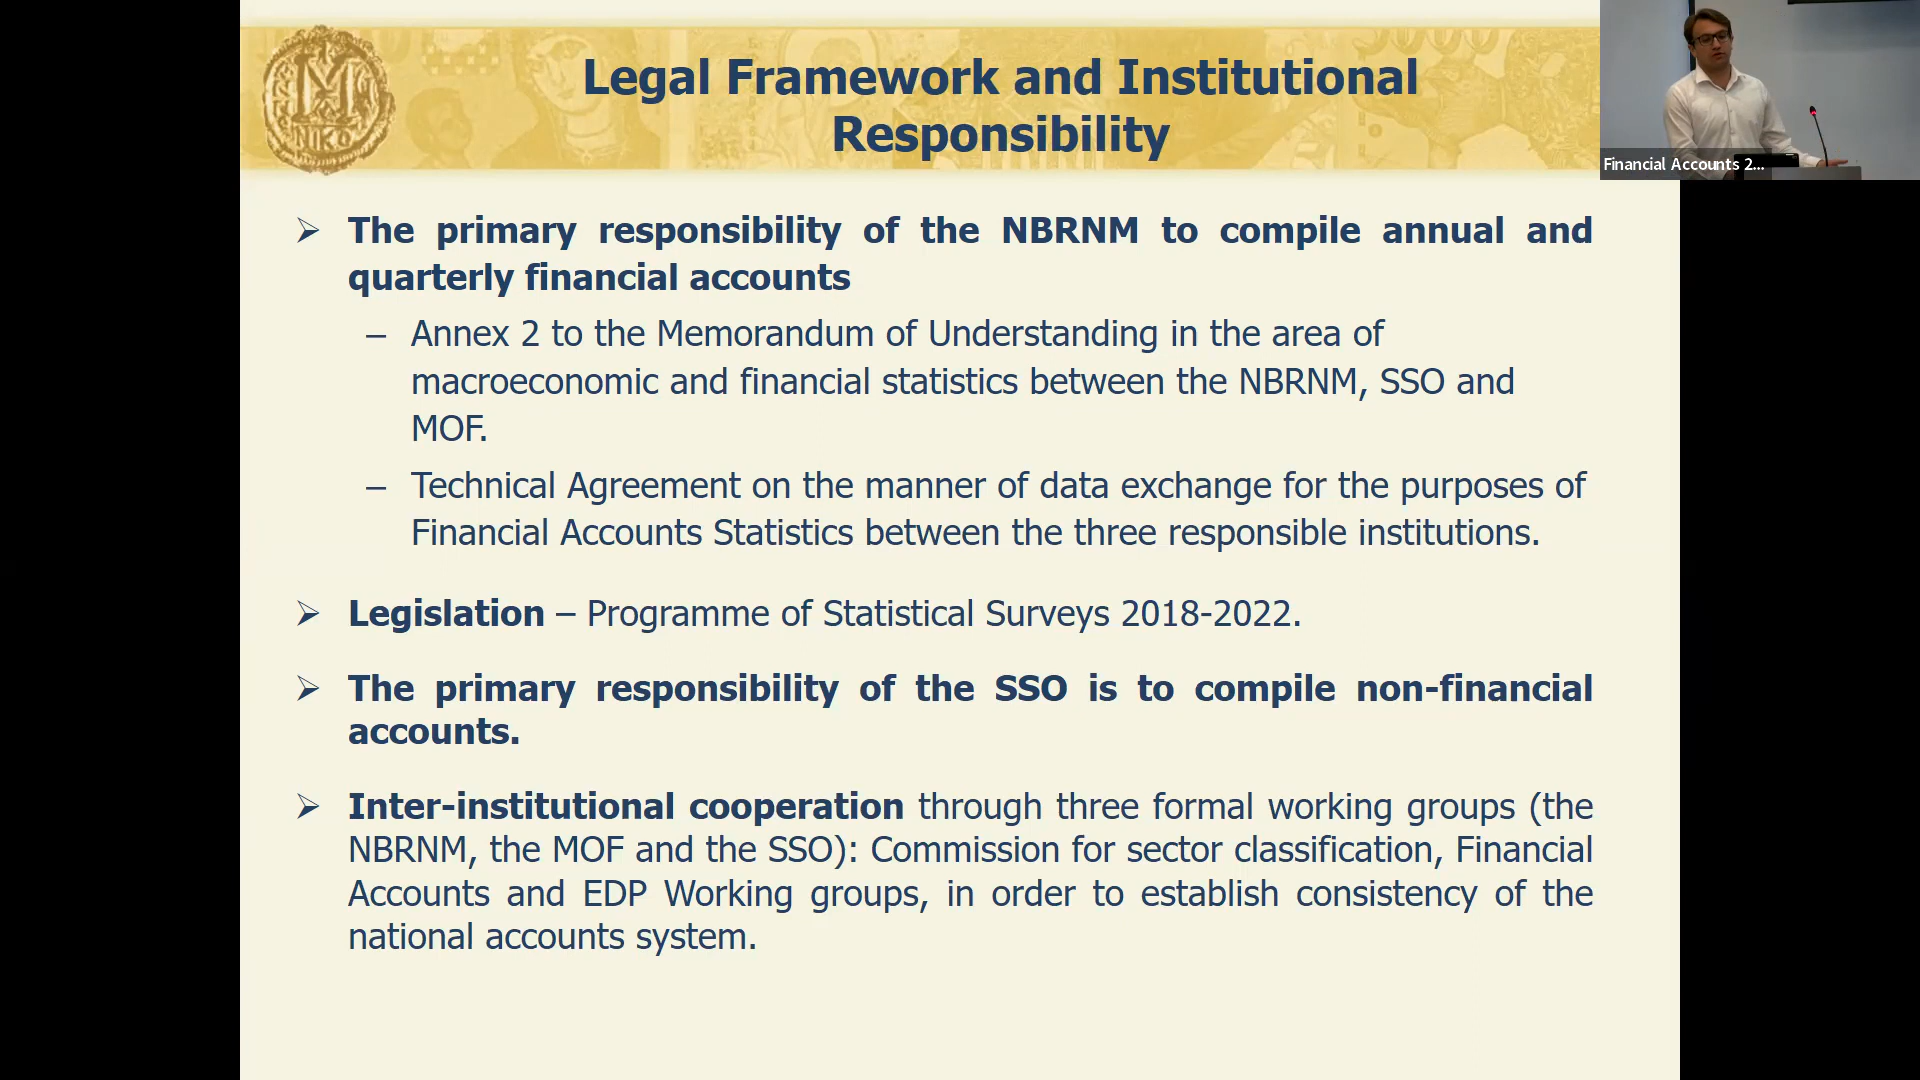 Legal Framework and Institutional
Responsibility
Financial Accounts 2...
➢ The primary responsibility of the NBRNM to compile annual and
quarterly financial accounts
– Annex 2 to the Memorandum of Understanding in the area of
macroeconomic and financial statistics between the NBRNM, SSO and
MOF.
– Technical Agreement on the manner of data exchange for the purposes of
Financial Accounts Statistics between the three responsible institutions.
➢ Legislation – Programme of Statistical Surveys 2018-2022.
➢ The primary responsibility of the SSO is to compile non-financial
accounts.
➢ Inter-institutional cooperation through three formal working groups (the
NBRNM, the MOF and the SSO): Commission for sector classification, Financial
Accounts and EDP Working groups, in order to establish consistency of the
national accounts system.